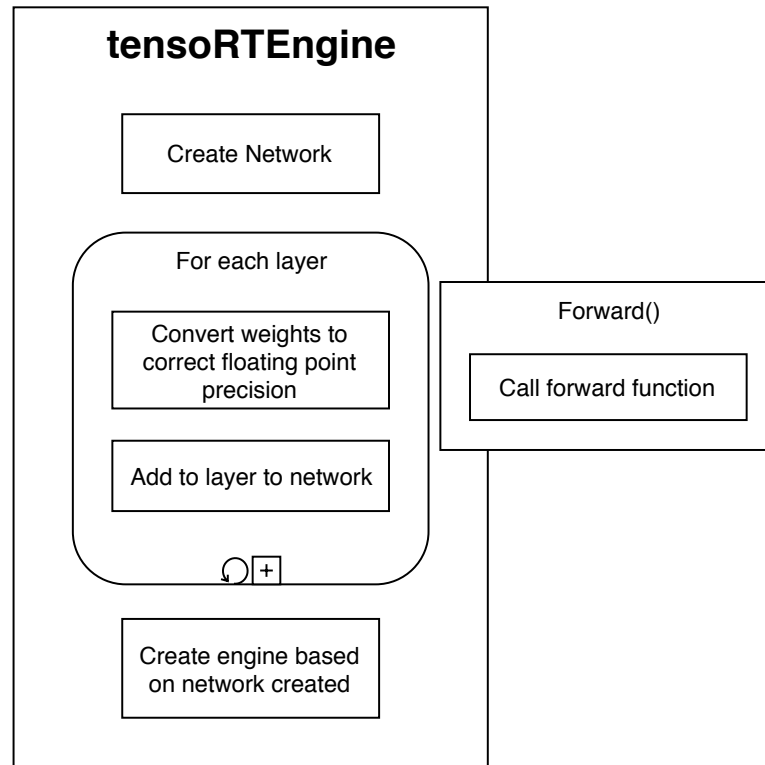 tensoRTEngine
Create Network
For each layer
Convert weights to
correct floating point
precision
Add to layer to network
+
Create engine based
on network created
Forward()
Call forward function